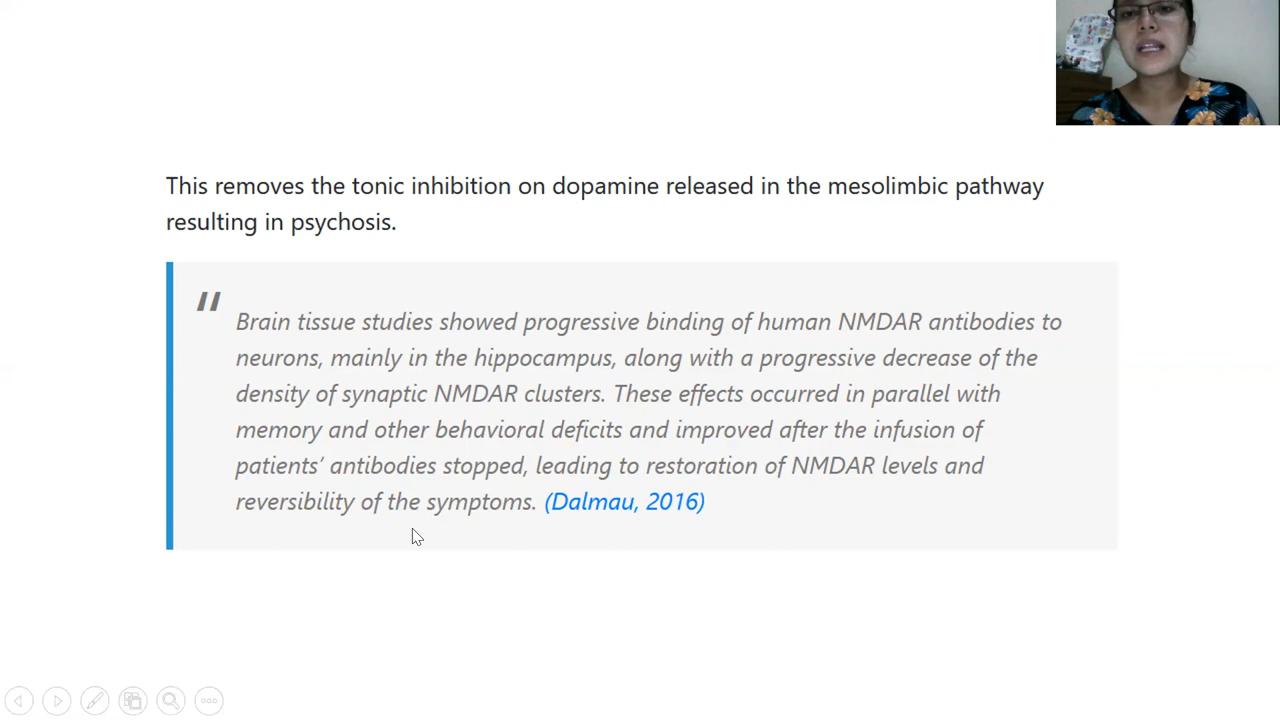 This removes the tonic inhibition on dopamine released in the mesolimbic pathway
resulting in psychosis.
"
Brain tissue studies showed progressive binding of human NMDAR antibodies to
neurons, mainly in the hippocampus, along with a progressive decrease of the
density of synaptic NMDAR clusters. These effects occurred in parallel with
memory and other behavioral deficits and improved after the infusion of
patients’ antibodies stopped, leading to restoration of NMDAR levels and
reversibility of the symptoms. (Dalmau, 2016)